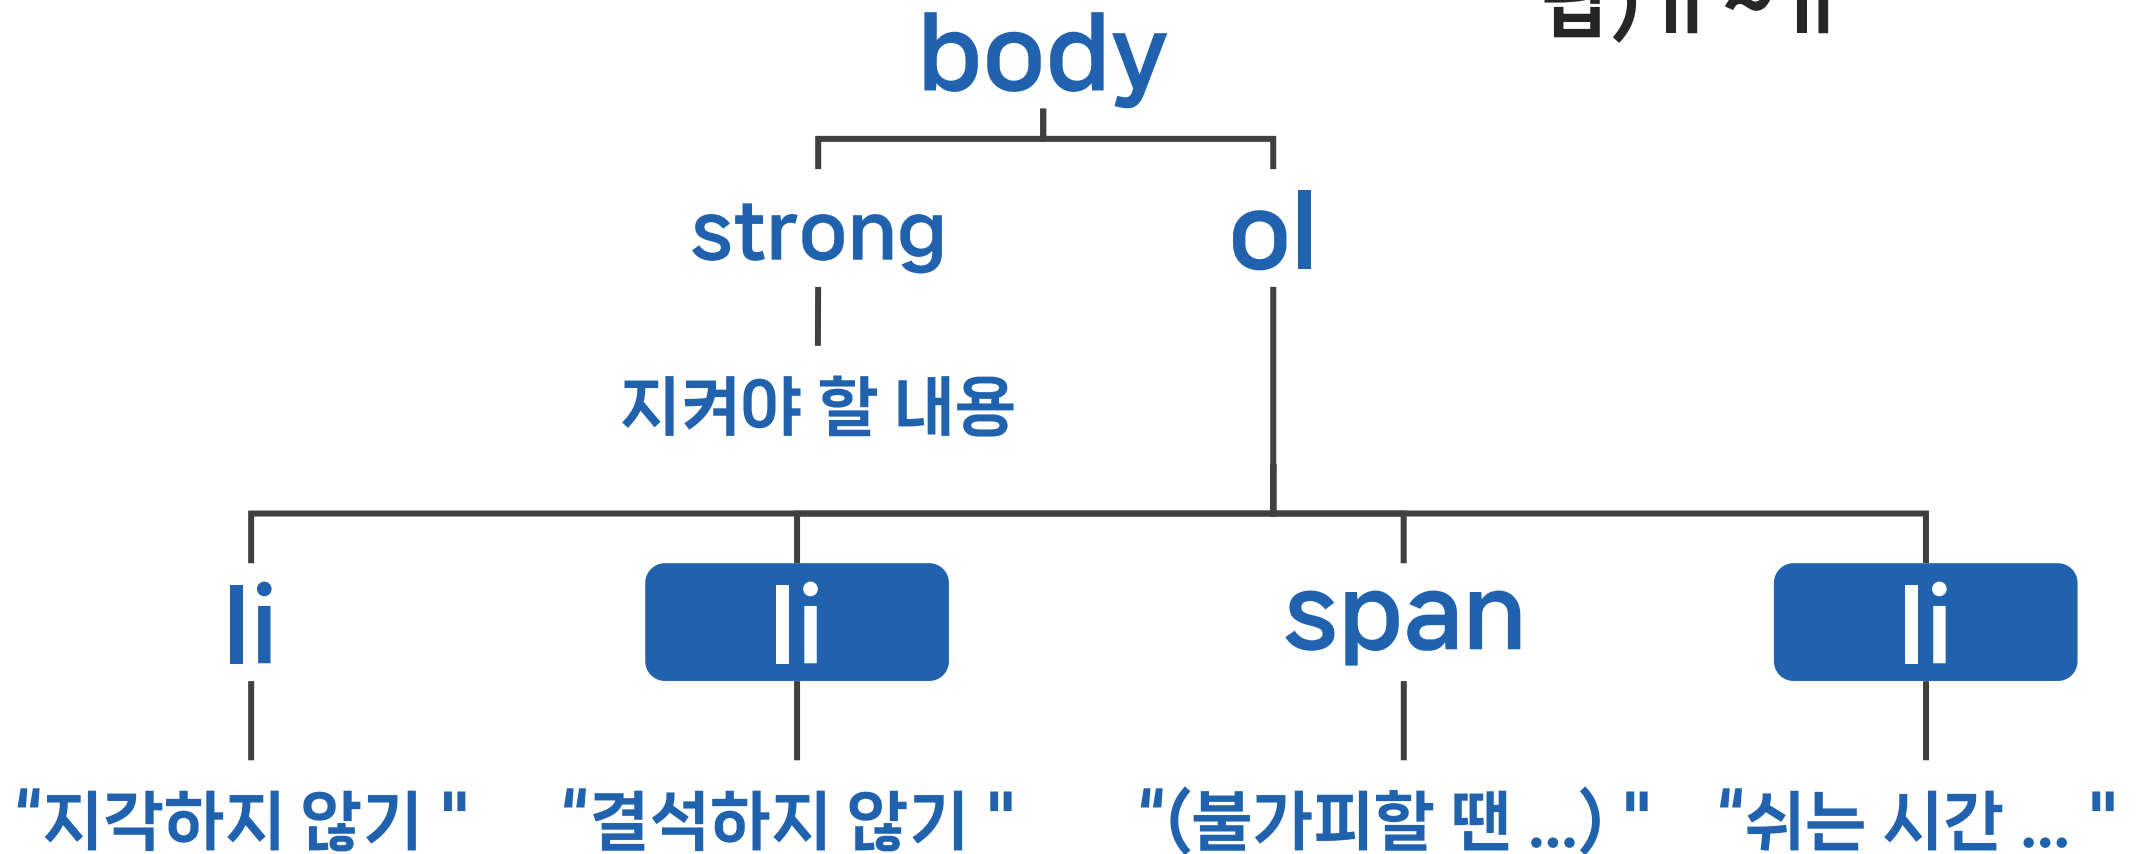 body
strong ol
지켜야 할 내용
li li span li
"지각하지 않기 " "결석하지 않기 " "(불가피할 땐 ...) " "쉬는 시간 ... "